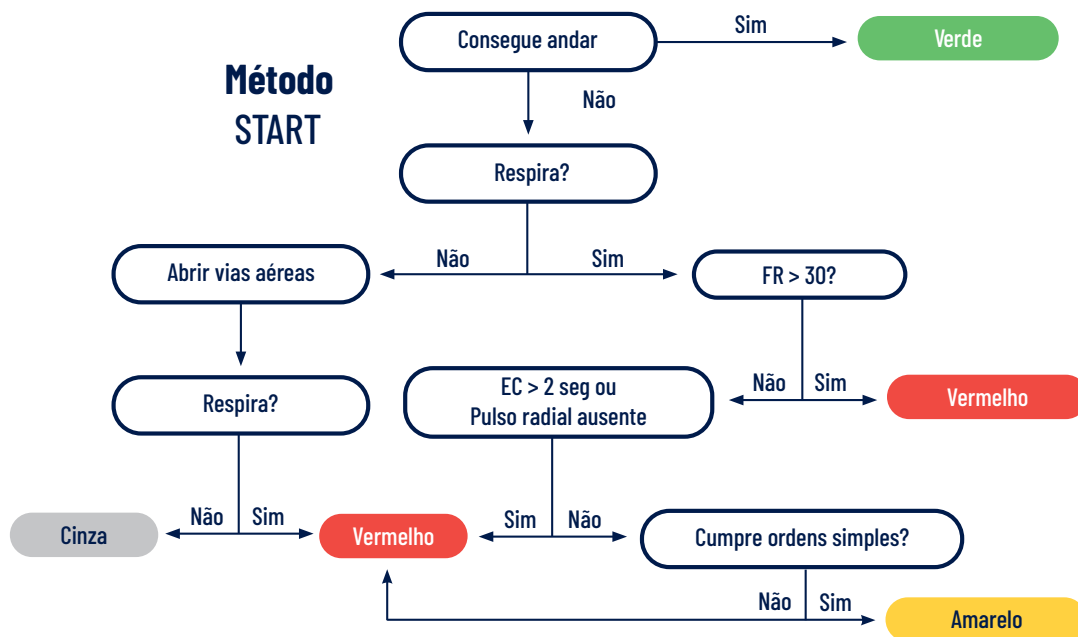 Consegue andar
Sim
Verde
Método
START
Não
Respira?
Não
Sim
Abrir vias aéreas
FR > 30?
Respira?
EC > 2 seg ou
Pulso radial ausente
Não
Sim
Vermelho
Cinza
Não
Sim
Vermelho
Sim
Não
Cumpre ordens simples?
Não
Sim
Amarelo